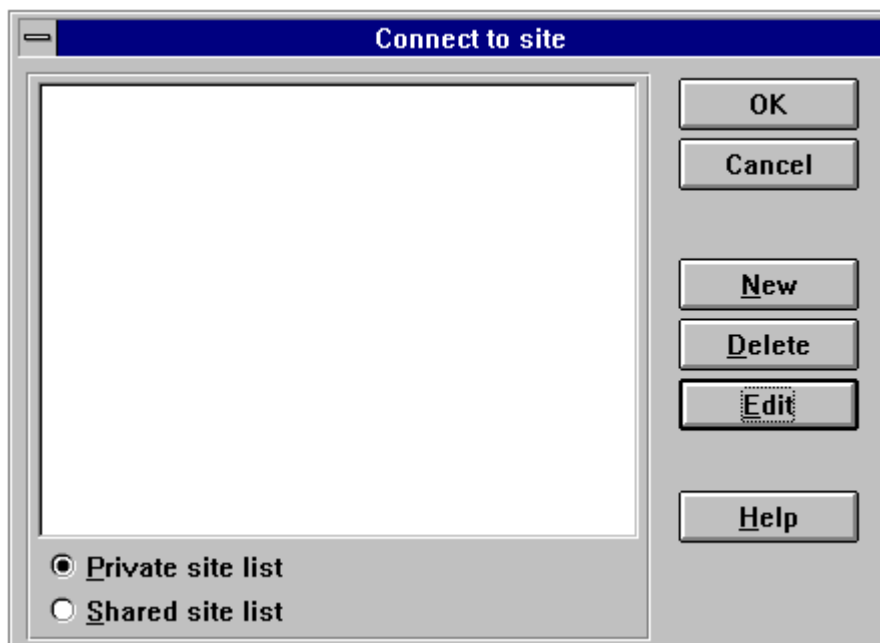 Connect to site
OK
Cancel
New
Delete
Edit
Help
Private site list
Shared site list